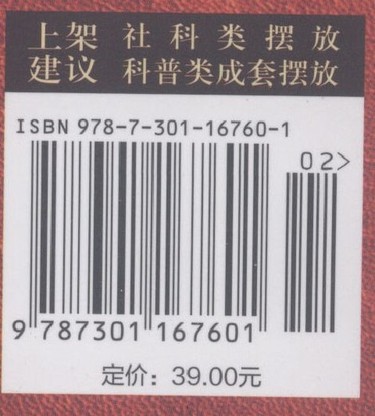 上架 社科类摆放
建议 科普类成套摆放
ISBN 978-7-301-16760-1
02>
9 787301 167601
定价：39.00元